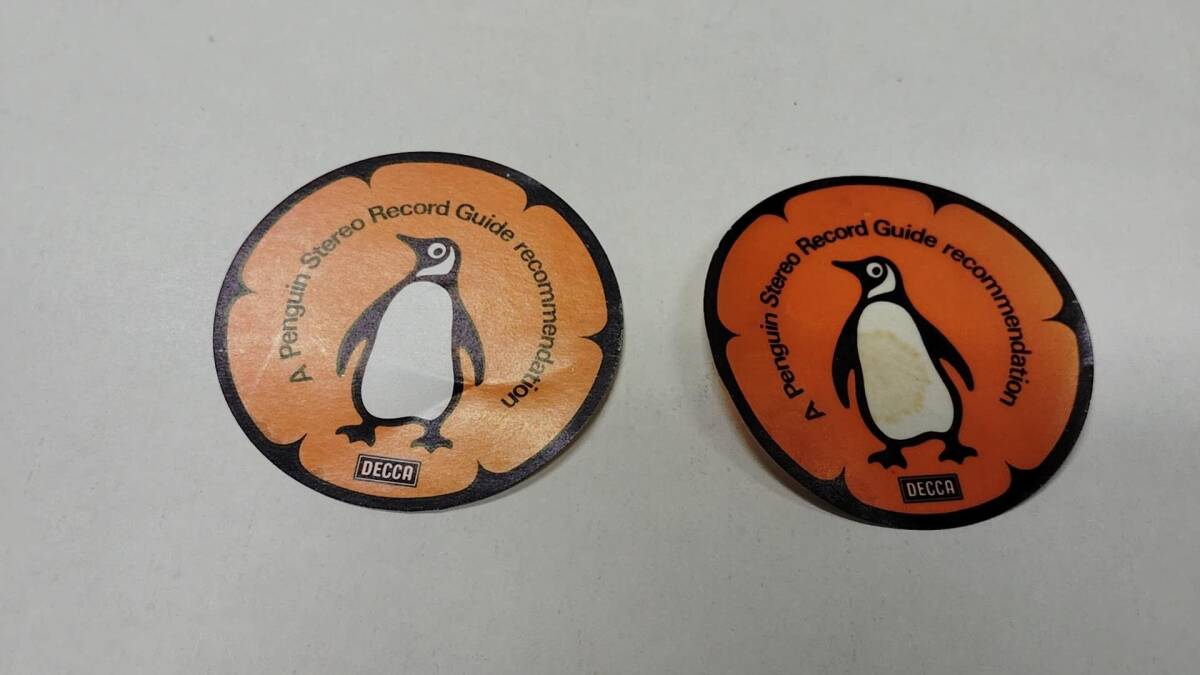 A Penguin Stereo Record Guide recommendation
DECCA
A Penguin Stereo Record Guide recommendation
DECCA